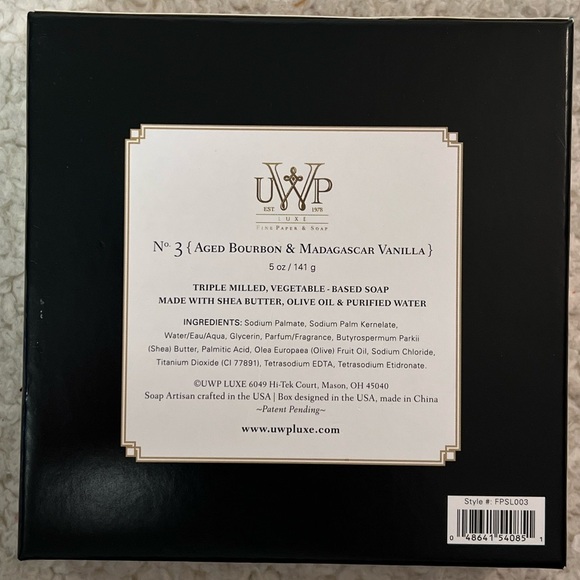 UWP
EST. 1978
LUXE
FINE PAPER & SOAP
No. 3 { AGED BOURBON & MADAGASCAR VANILLA }
5 oz / 141 g
TRIPLE MILLED, VEGETABLE - BASED SOAP
MADE WITH SHEA BUTTER, OLIVE OIL & PURIFIED WATER
INGREDIENTS: Sodium Palmate, Sodium Palm Kernelate,
Water/Eau/Aqua, Glycerin, Parfum/Fragrance, Butyrospermum Parkii
(Shea) Butter, Palmitic Acid, Olea Europaea (Olive) Fruit Oil, Sodium Chloride,
Titanium Dioxide (CI 77891), Tetrasodium EDTA, Tetrasodium Etidronate.
©UWP LUXE 6049 Hi-Tek Court, Mason, OH 45040
Soap Artisan crafted in the USA | Box designed in the USA, made in China
~Patent Pending~
www.uwpluxe.com
Style #: FPSL003
0 48641 54085 1